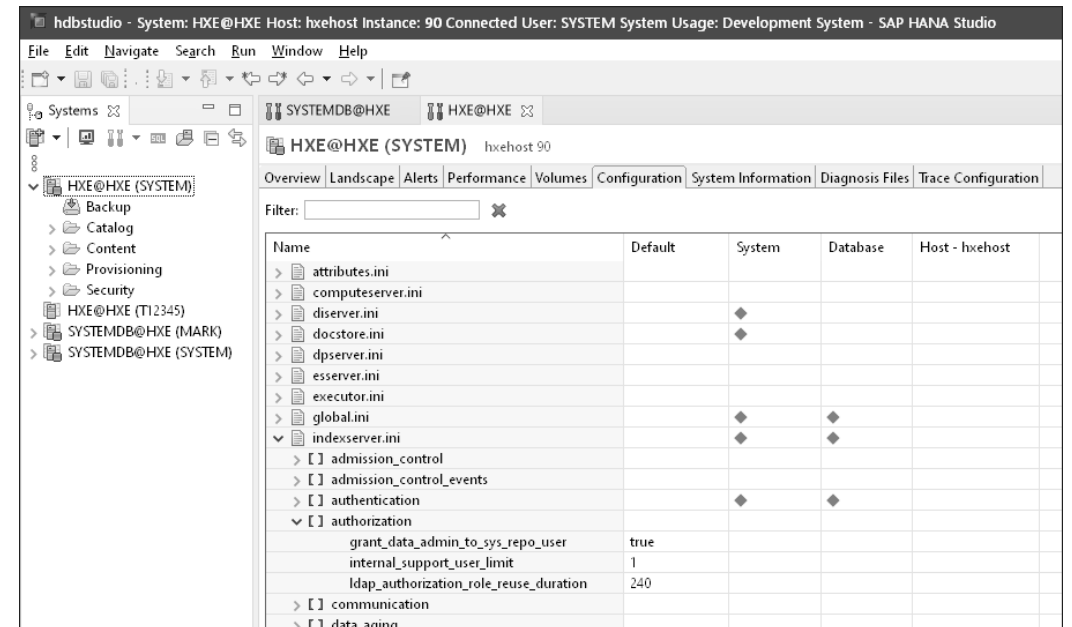 hdbstudio - System: HXE@HXE Host: hxehost Instance: 90 Connected User: SYSTEM System Usage: Development System - SAP HANA Studio
File Edit Navigate Search Run Window Help
Systems
HXE@HXE (SYSTEM)
Backup
Catalog
Content
Provisioning
Security
HXE@HXE (T12345)
SYSTEMDB@HXE (MARK)
SYSTEMDB@HXE (SYSTEM)
SYSTEMDB@HXE HXE@HXE
HXE@HXE (SYSTEM) hxehost 90
Overview Landscape Alerts Performance Volumes Configuration System Information Diagnosis Files Trace Configuration
Filter:
Name Default System Database Host - hxehost
attributes.ini
computeserver.ini
diserver.ini
docstore.ini
dpserver.ini
esserver.ini
executor.ini
global.ini
indexserver.ini
[ ] admission_control
[ ] admission_control_events
[ ] authentication
[ ] authorization
grant_data_admin_to_sys_repo_user true
internal_support_user_limit 1
ldap_authorization_role_reuse_duration 240
[ ] communication
[ ] data_aging